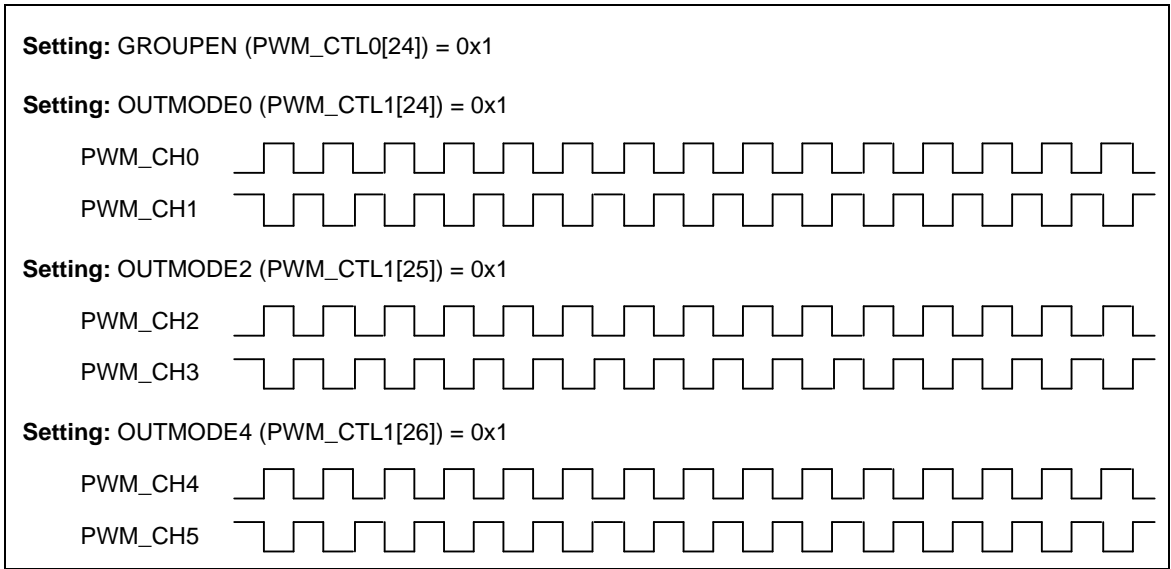 Setting: GROUPEN (PWM_CTL0[24]) = 0x1
Setting: OUTMODE0 (PWM_CTL1[24]) = 0x1
PWM_CH0
PWM_CH1
Setting: OUTMODE2 (PWM_CTL1[25]) = 0x1
PWM_CH2
PWM_CH3
Setting: OUTMODE4 (PWM_CTL1[26]) = 0x1
PWM_CH4
PWM_CH5